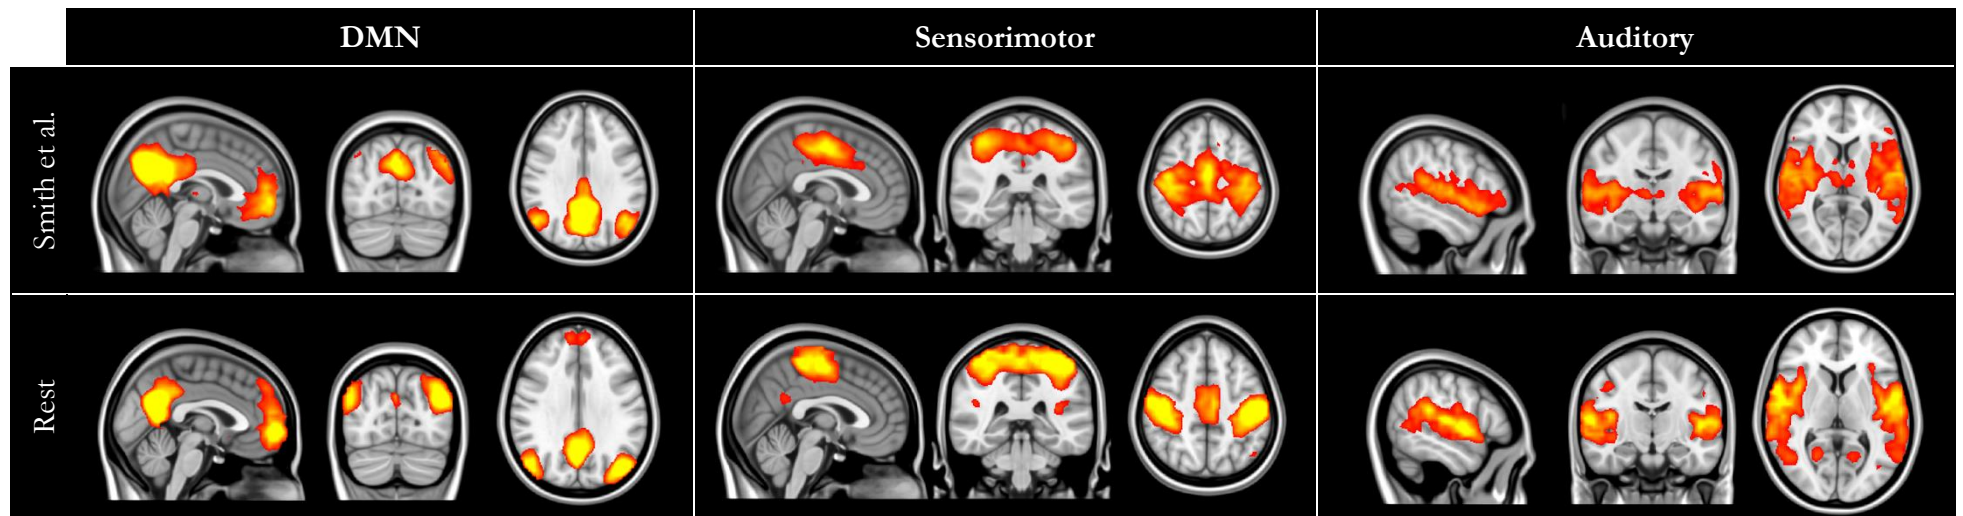 DMN
Sensorimotor
Auditory
Smith et al.
Rest